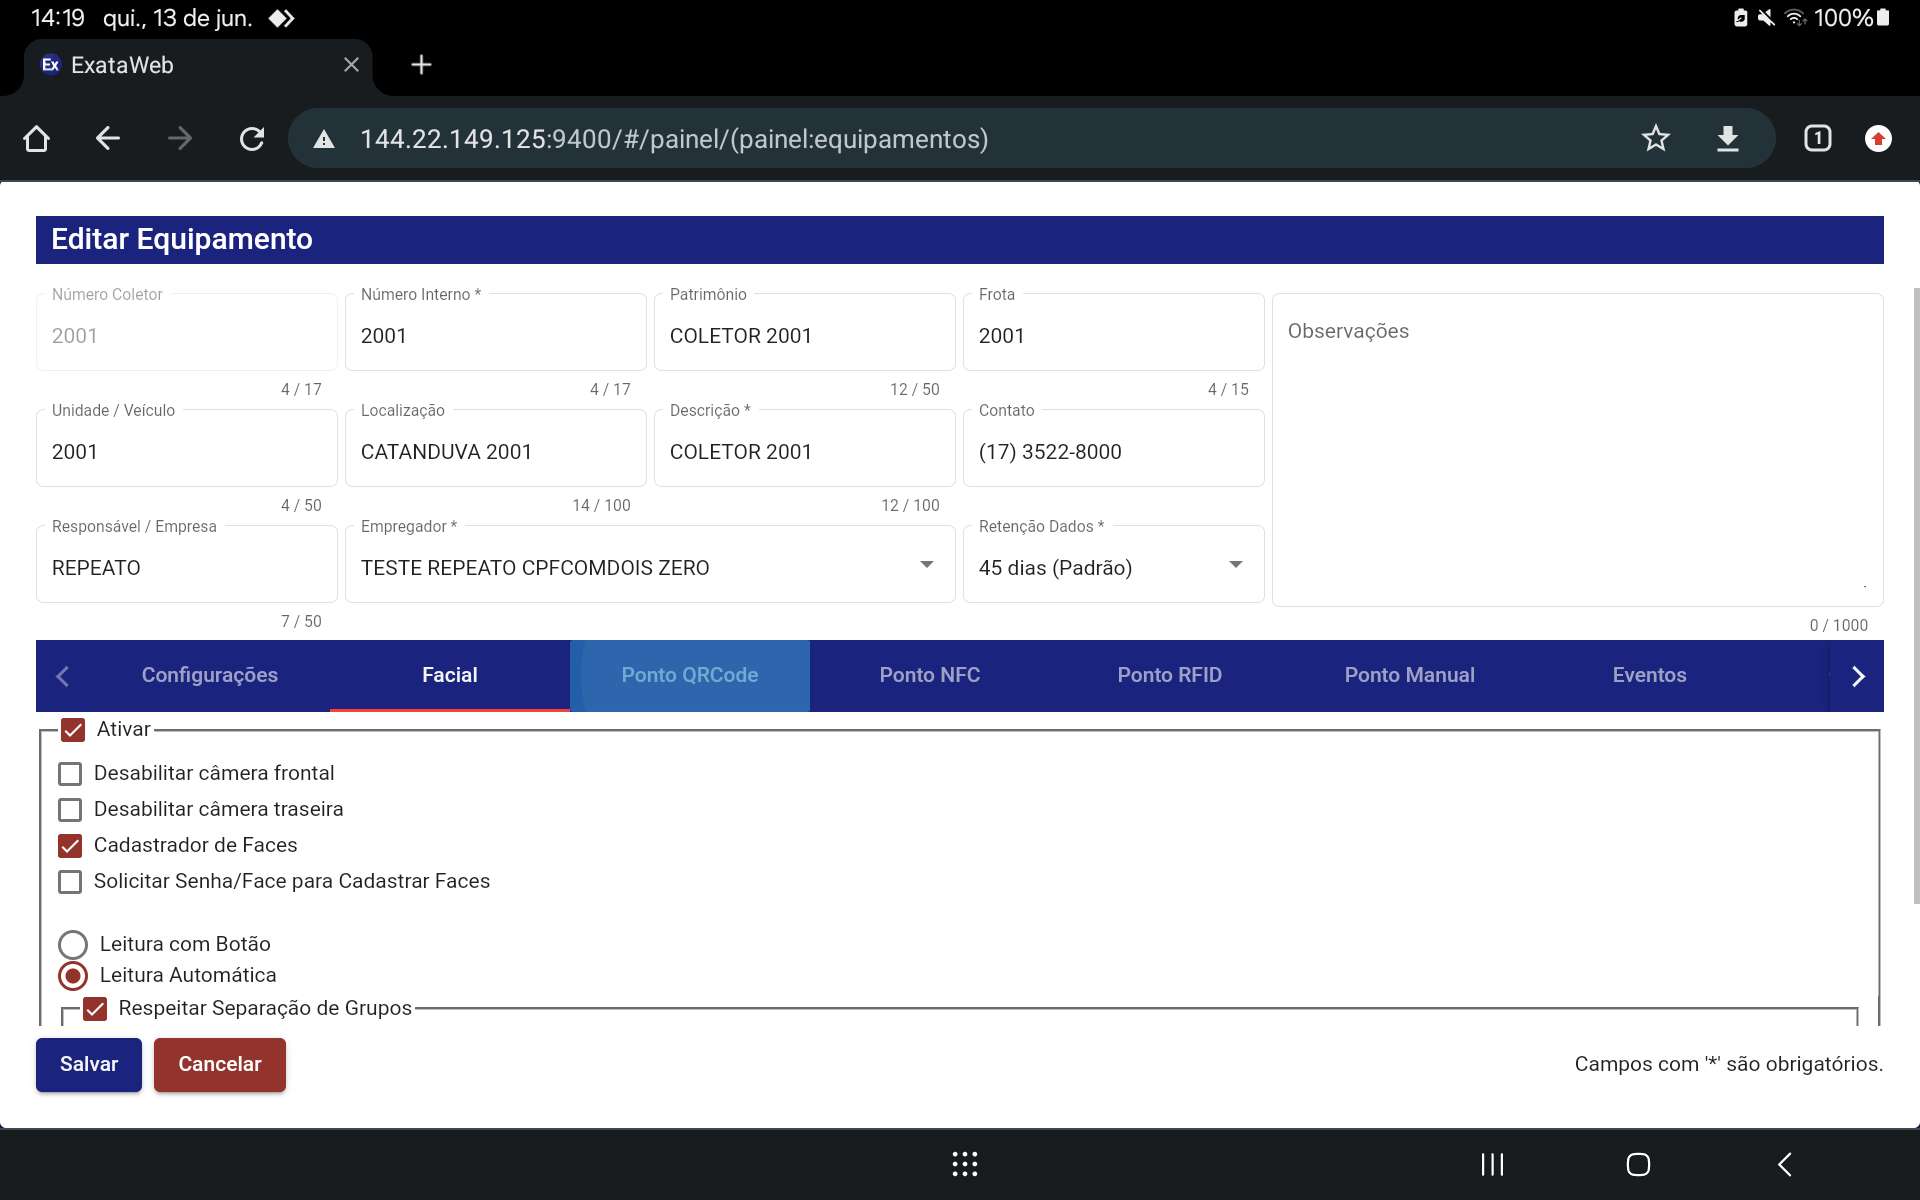 14:19 qui., 13 de jun. 100%
Ex ExataWeb
144.22.149.125:9400/#/painel/(painel:equipamentos) 1
Editar Equipamento
Número Coletor Número Interno * Patrimônio Frota
2001 2001 COLETOR 2001 2001 Observações
4 / 17 4 / 17 12 / 50 4 / 15
Unidade / Veículo Localização Descrição * Contato
2001 CATANDUVA 2001 COLETOR 2001 (17) 3522-8000
4 / 50 14 / 100 12 / 100
Responsável / Empresa Empregador * Retenção Dados *
REPEATO TESTE REPEATO CPFCOMDOIS ZERO 45 dias (Padrão)
7 / 50 0 / 1000
Configurações Facial Ponto QRCode Ponto NFC Ponto RFID Ponto Manual Eventos
Ativar
Desabilitar câmera frontal
Desabilitar câmera traseira
Cadastrador de Faces
Solicitar Senha/Face para Cadastrar Faces
Leitura com Botão
Leitura Automática
Respeitar Separação de Grupos
Salvar Cancelar Campos com '*' são obrigatórios.